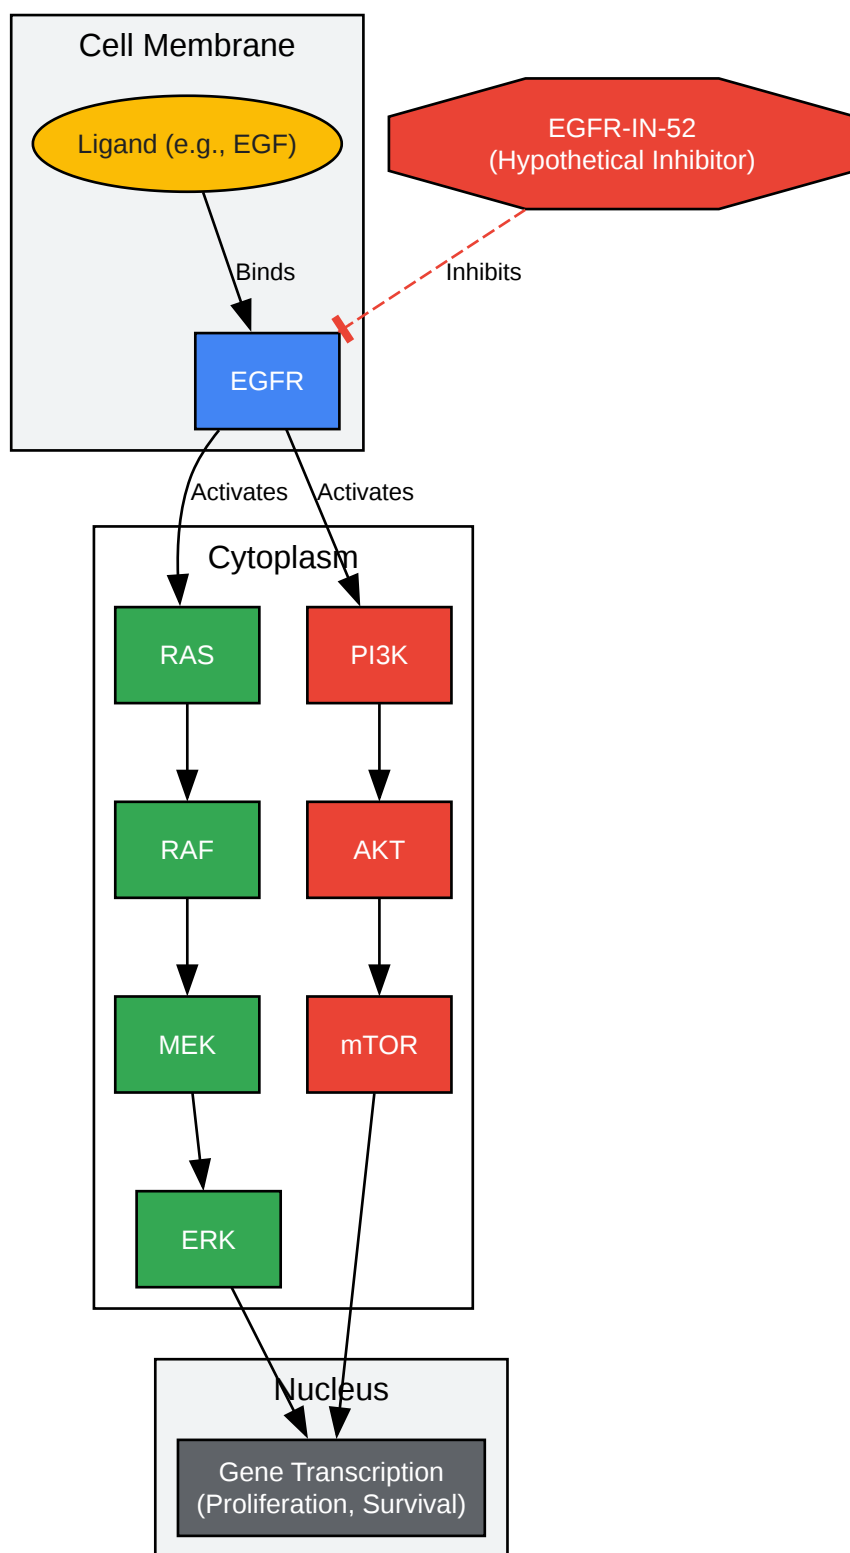 Cell Membrane
Ligand (e.g., EGF)
EGFR-IN-52
(Hypothetical Inhibitor)
Binds
Inhibits
EGFR
Activates
Activates
Cytoplasm
RAS
PI3K
RAF
AKT
MEK
mTOR
ERK
Nucleus
Gene Transcription
(Proliferation, Survival)